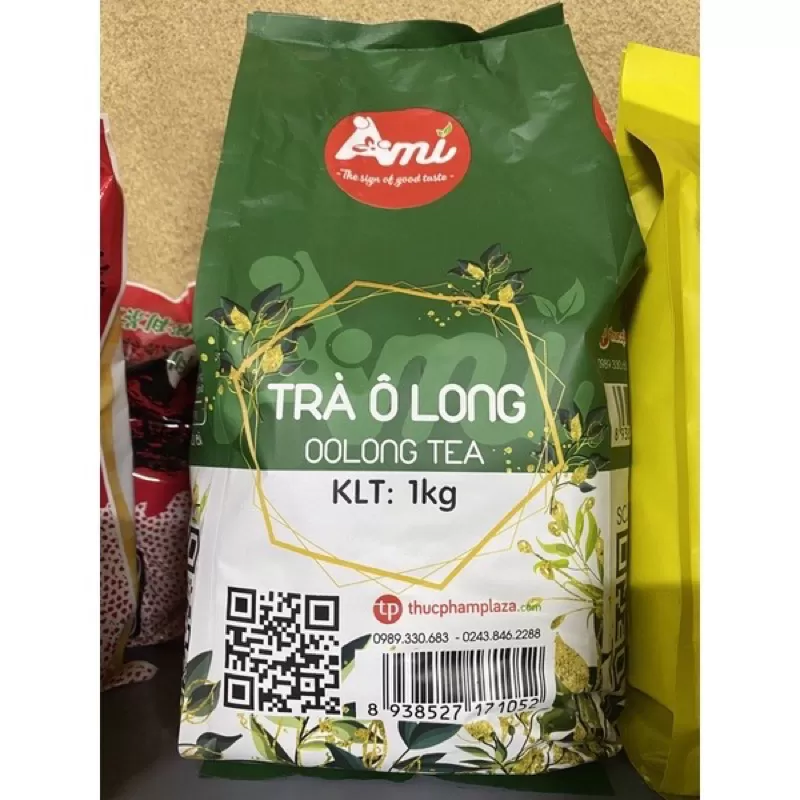 Ami
- The sign of good taste -
TRÀ Ô LONG
OOLONG TEA
KLT: 1kg
tp thucphamplaza.com
0989.330.683 - 0243.846.2288
8 938527 171052